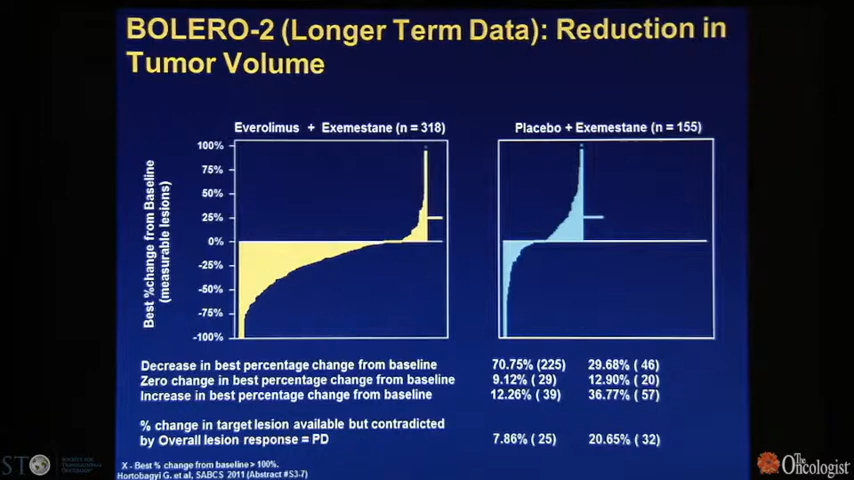 BOLERO-2 (Longer Term Data): Reduction in
Tumor Volume
Everolimus + Exemestane (n = 318)
Placebo + Exemestane (n = 155)
Best % change from Baseline
(measurable lesions)
100%
75%
50%
25%
0%
-25%
-50%
-75%
-100%
Decrease in best percentage change from baseline 70.75% (225) 29.68% ( 46)
Zero change in best percentage change from baseline 9.12% ( 29) 12.90% ( 20)
Increase in best percentage change from baseline 12.26% ( 39) 36.77% ( 57)
% change in target lesion available but contradicted
by Overall lesion response = PD 7.86% ( 25) 20.65% ( 32)
X - Best % change from baseline > 100%.
Hortobagyi G. et al, SABCS 2011 (Abstract #S3-7)
STO
Society for
Translational
Oncology
The
Oncologist